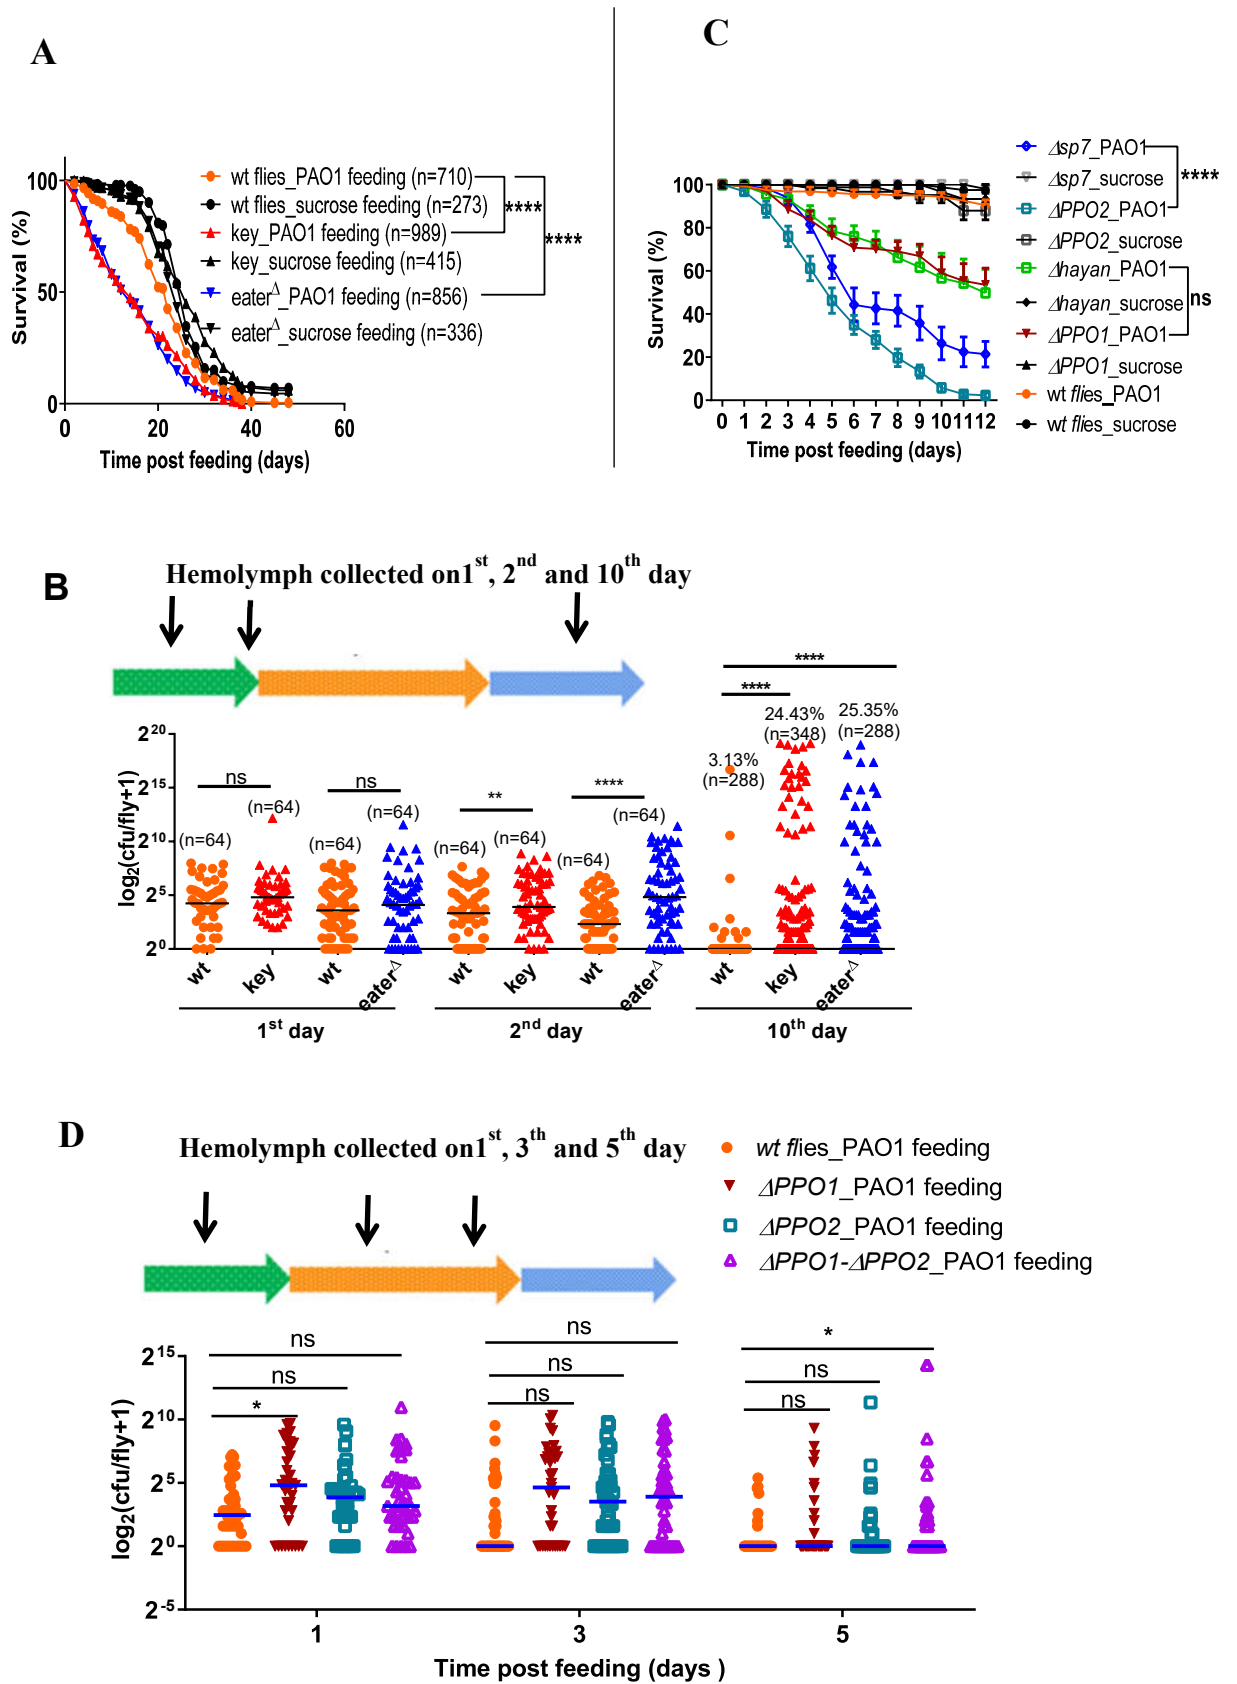 A
100
50
0
0 20 40 60
Survival (%)
Time post feeding (days)
wt flies_PAO1 feeding (n=710)
wt flies_sucrose feeding (n=273)
key_PAO1 feeding (n=989)
key_sucrose feeding (n=415)
eaterΔ_PAO1 feeding (n=856)
eaterΔ_sucrose feeding (n=336)
****
****
C
100
80
60
40
20
0
0 1 2 3 4 5 6 7 8 9 10 11 12
Survival (%)
Time post feeding (days)
Δsp7_PAO1
Δsp7_sucrose
ΔPPO2_PAO1
ΔPPO2_sucrose
Δhayan_PAO1
Δhayan_sucrose
ΔPPO1_PAO1
ΔPPO1_sucrose
wt flies_PAO1
wt flies_sucrose
****
ns
B
Hemolymph collected on1st, 2nd and 10th day
log2(cfu/fly+1)
2^20
2^15
2^10
2^5
2^0
ns
ns
**
****
****
****
(n=64)
(n=64)
(n=64)
(n=64)
(n=64)
(n=64)
(n=64)
(n=64)
3.13%
(n=288)
24.43%
(n=348)
25.35%
(n=288)
wt key wt eaterΔ wt key wt eaterΔ wt key eaterΔ
1st day 2nd day 10th day
D
Hemolymph collected on1st, 3th and 5th day
wt flies_PAO1 feeding
ΔPPO1_PAO1 feeding
ΔPPO2_PAO1 feeding
ΔPPO1-ΔPPO2_PAO1 feeding
log2(cfu/fly+1)
2^15
2^10
2^5
2^0
2^-5
ns
ns
*
ns
ns
ns
*
ns
ns
1 3 5
Time post feeding (days )